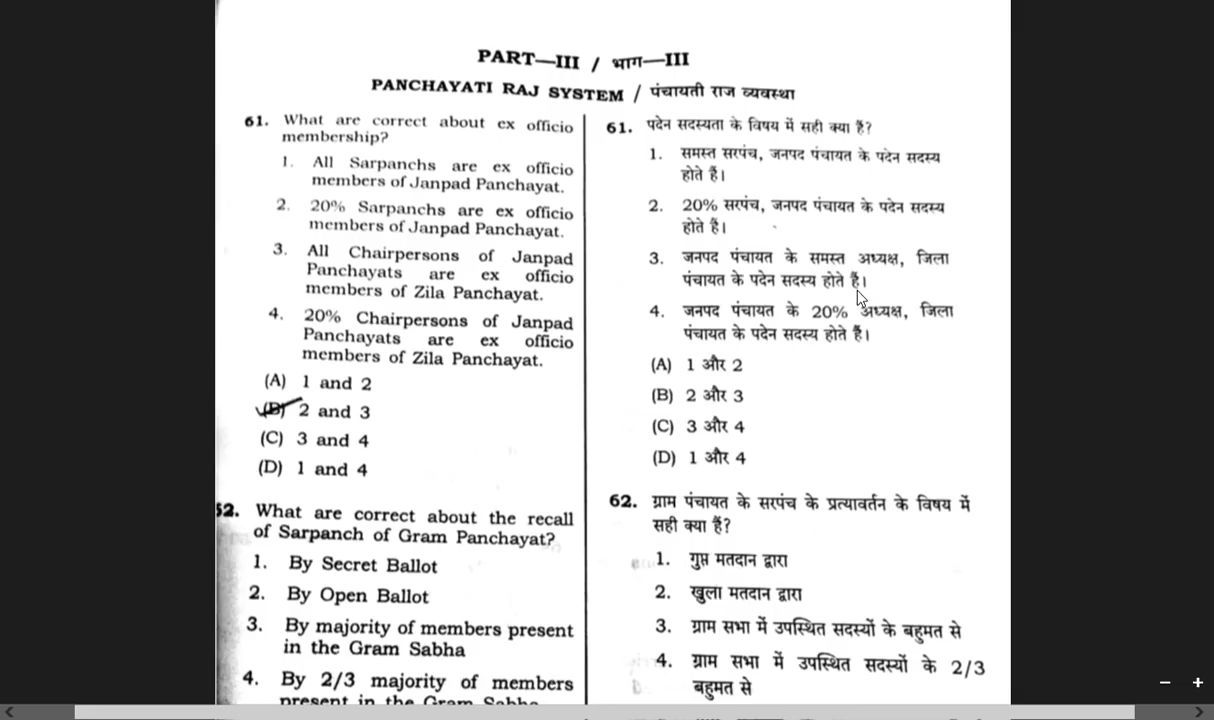 PART—III / भाग—III
PANCHAYATI RAJ SYSTEM / पंचायती राज व्यवस्था
61. What are correct about ex officio
membership?
1. All Sarpanchs are ex officio
members of Janpad Panchayat.
2. 20% Sarpanchs are ex officio
members of Janpad Panchayat.
3. All Chairpersons of Janpad
Panchayats are ex officio
members of Zila Panchayat.
4. 20% Chairpersons of Janpad
Panchayats are ex officio
members of Zila Panchayat.
(A) 1 and 2
(B) 2 and 3
(C) 3 and 4
(D) 1 and 4
52. What are correct about the recall
of Sarpanch of Gram Panchayat?
1. By Secret Ballot
2. By Open Ballot
3. By majority of members present
in the Gram Sabha
4. By 2/3 majority of members
present in the Gram Sabha
61. पदेन सदस्यता के विषय में सही क्या हैं?
1. समस्त सरपंच, जनपद पंचायत के पदेन सदस्य
होते हैं।
2. 20% सरपंच, जनपद पंचायत के पदेन सदस्य
होते हैं।
3. जनपद पंचायत के समस्त अध्यक्ष, जिला
पंचायत के पदेन सदस्य होते हैं।
4. जनपद पंचायत के 20% अध्यक्ष, जिला
पंचायत के पदेन सदस्य होते हैं।
(A) 1 और 2
(B) 2 और 3
(C) 3 और 4
(D) 1 और 4
62. ग्राम पंचायत के सरपंच के प्रत्यावर्तन के विषय में
सही क्या हैं?
1. गुप्त मतदान द्वारा
2. खुला मतदान द्वारा
3. ग्राम सभा में उपस्थित सदस्यों के बहुमत से
4. ग्राम सभा में उपस्थित सदस्यों के 2/3
बहुमत से